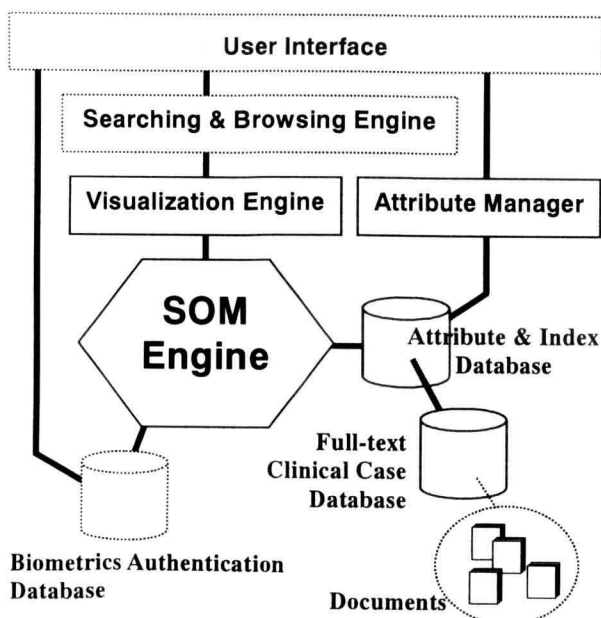 User Interface
Searching & Browsing Engine
Visualization Engine
Attribute Manager
SOM
Engine
Attribute & Index
Database
Full-text
Clinical Case
Database
Biometrics Authentication
Database
Documents